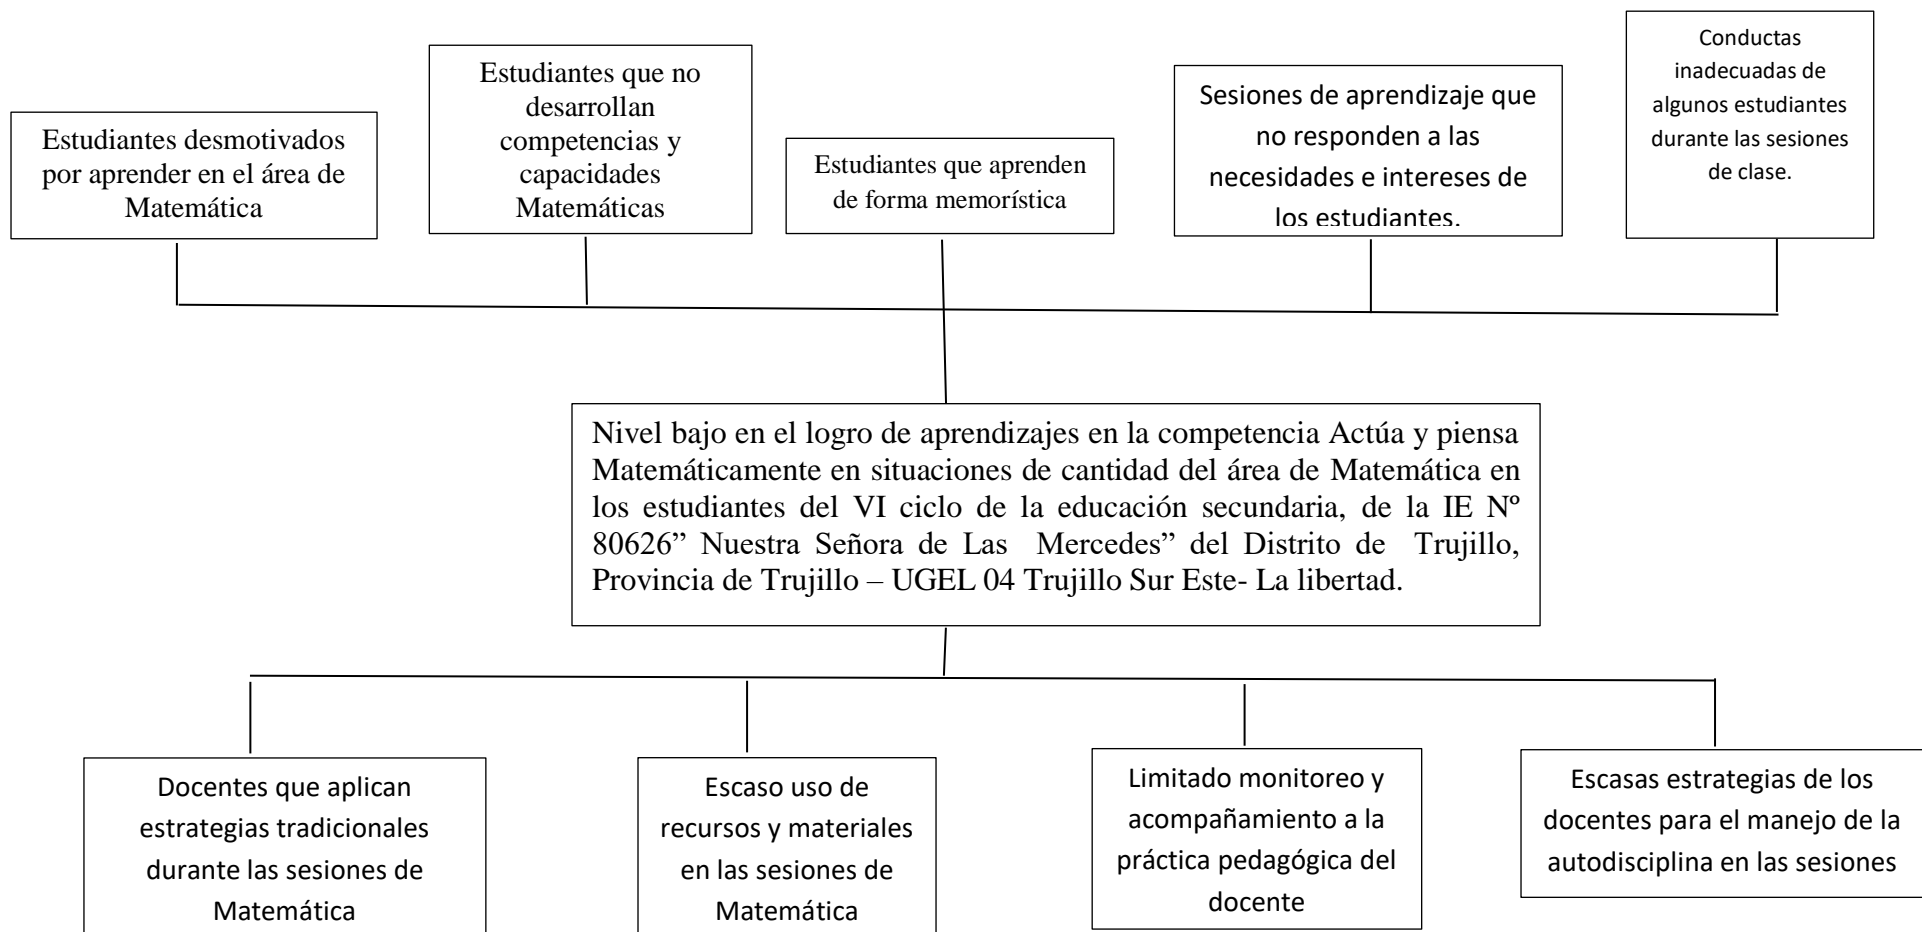 Estudiantes desmotivados
por aprender en el área de
Matemática
Estudiantes que no
desarrollan
competencias y
capacidades
Matemáticas
Estudiantes que aprenden
de forma memorística
Sesiones de aprendizaje que
no responden a las
necesidades e intereses de
los estudiantes.
Conductas
inadecuadas de
algunos estudiantes
durante las sesiones
de clase.
Nivel bajo en el logro de aprendizajes en la competencia Actúa y piensa
Matemáticamente en situaciones de cantidad del área de Matemática en
los estudiantes del VI ciclo de la educación secundaria, de la IE Nº
80626” Nuestra Señora de Las Mercedes” del Distrito de Trujillo,
Provincia de Trujillo – UGEL 04 Trujillo Sur Este- La libertad.
Docentes que aplican
estrategias tradicionales
durante las sesiones de
Matemática
Escaso uso de
recursos y materiales
en las sesiones de
Matemática
Limitado monitoreo y
acompañamiento a la
práctica pedagógica del
docente
Escasas estrategias de los
docentes para el manejo de la
autodisciplina en las sesiones